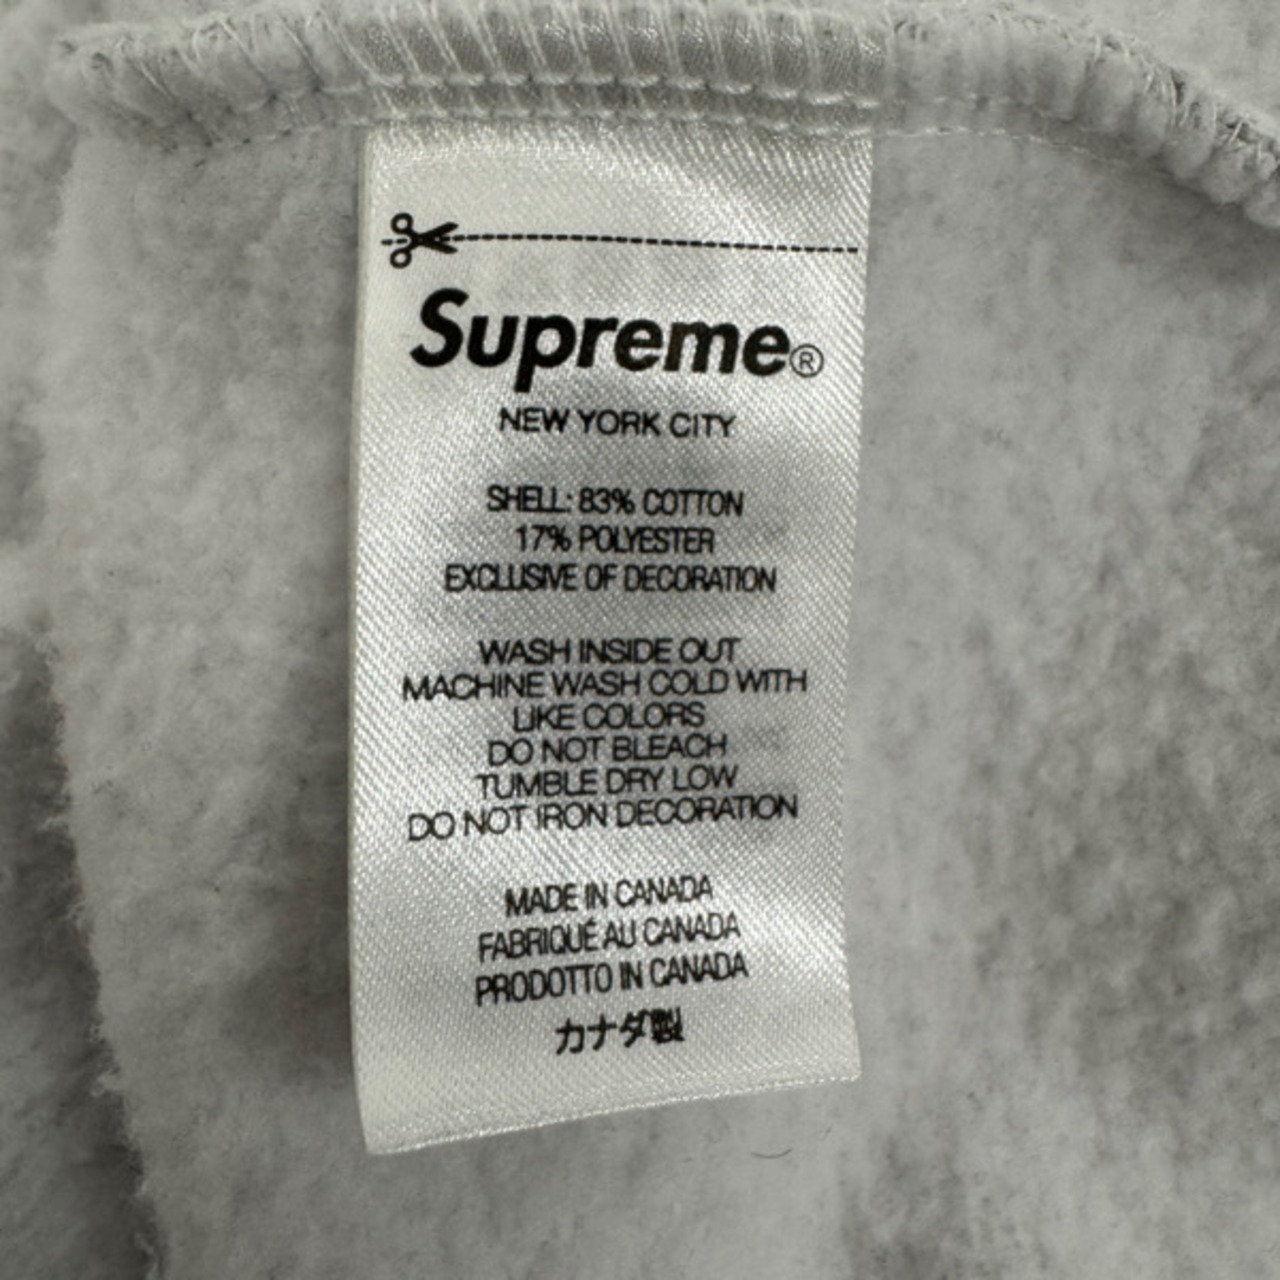 Supreme®
NEW YORK CITY
SHELL: 83% COTTON
17% POLYESTER
EXCLUSIVE OF DECORATION
WASH INSIDE OUT
MACHINE WASH COLD WITH
LIKE COLORS
DO NOT BLEACH
TUMBLE DRY LOW
DO NOT IRON DECORATION
MADE IN CANADA
FABRIQUÉ AU CANADA
PRODOTTO IN CANADA
カナダ製